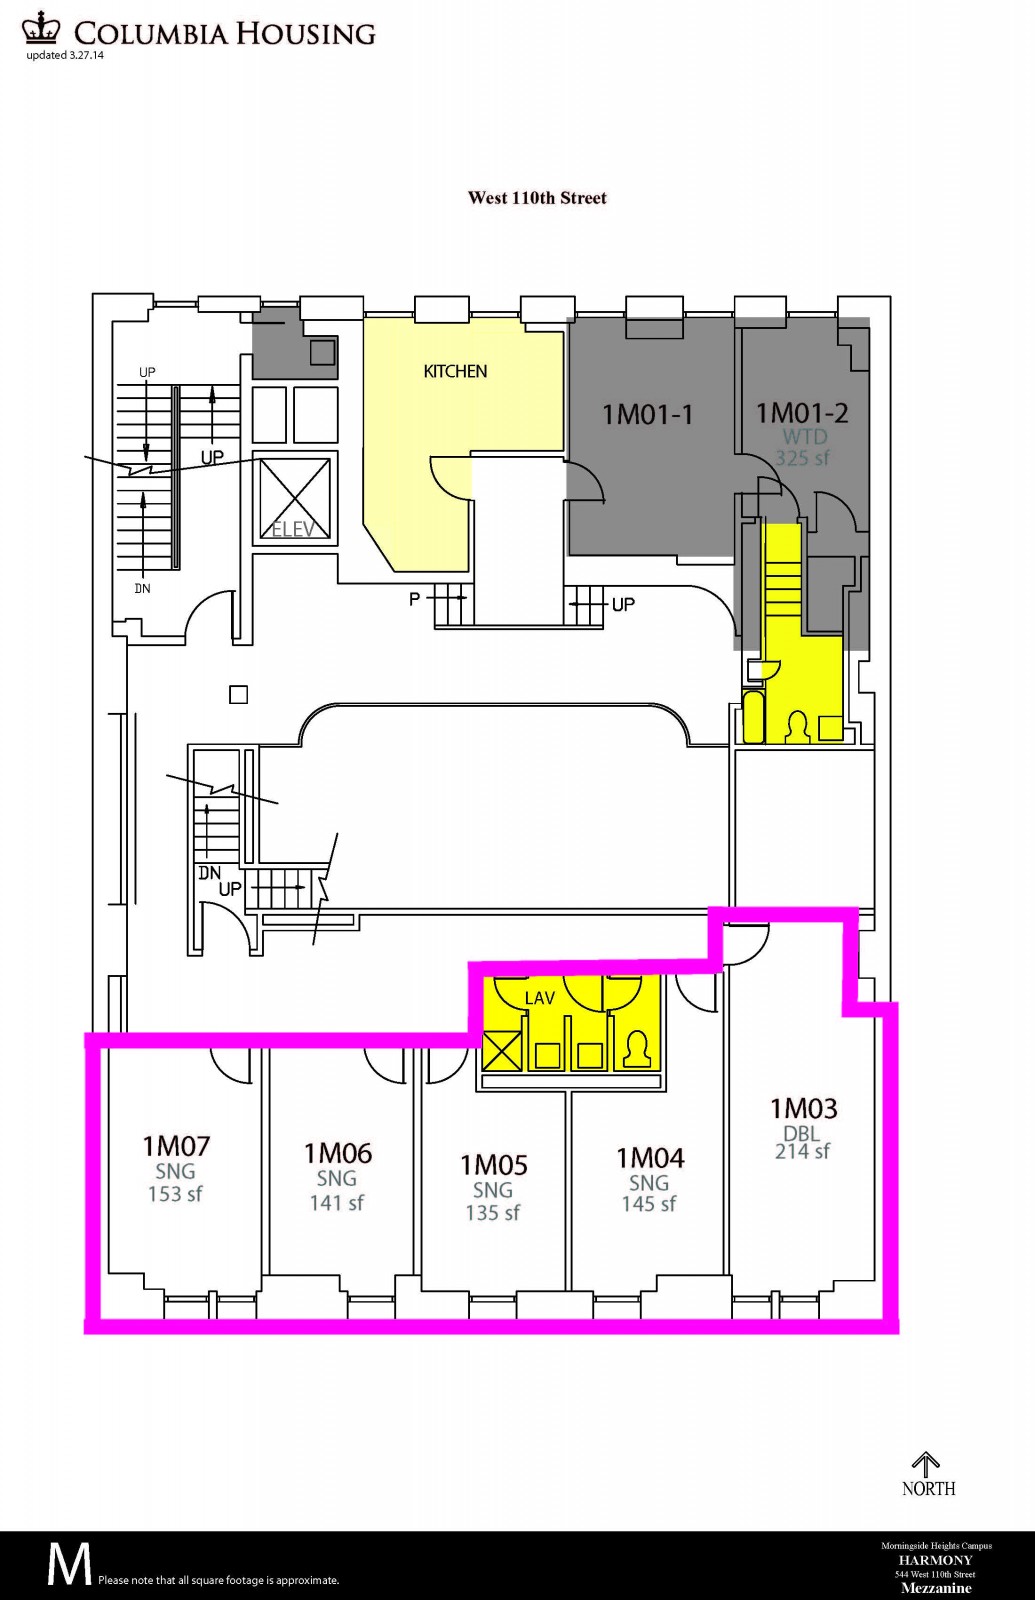 COLUMBIA HOUSING
updated 3.27.14
West 110th Street
UP
UP
DN
ELEV
KITCHEN
1M01-1
1M01-2
WTD
325 sf
P
UP
DN
UP
LAV
1M07
SNG
153 sf
1M06
SNG
141 sf
1M05
SNG
135 sf
1M04
SNG
145 sf
1M03
DBL
214 sf
NORTH
M
Please note that all square footage is approximate.
Morningside Heights Campus
HARMONY
544 West 110th Street
Mezzanine